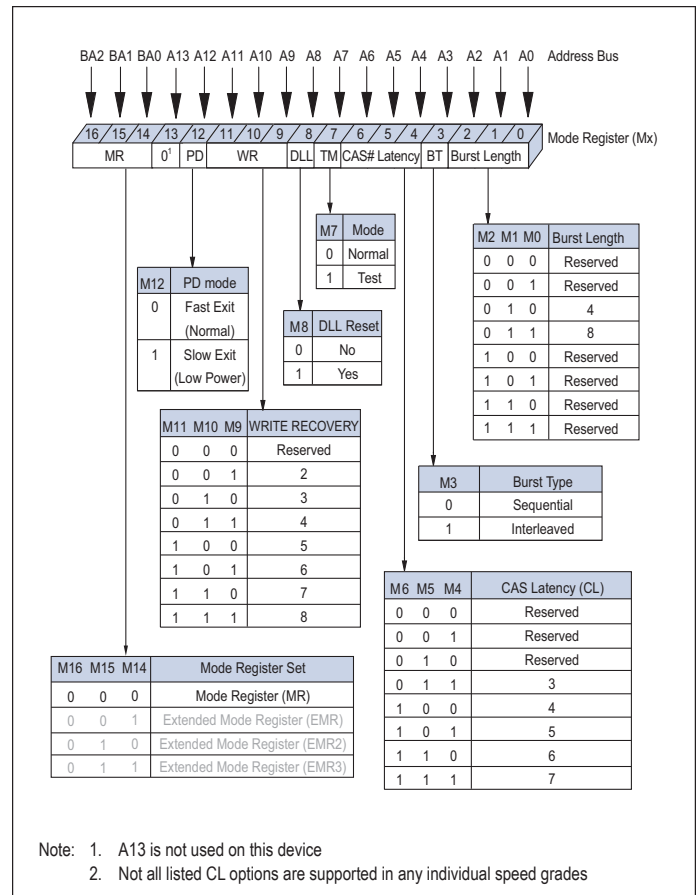 BA2 BA1 BA0 A13 A12 A11 A10 A9 A8 A7 A6 A5 A4 A3 A2 A1 A0 Address Bus
16 15 14 13 12 11 10 9 8 7 6 5 4 3 2 1 0 Mode Register (Mx)
MR 0¹ PD WR DLL TM CAS# Latency BT Burst Length
M7 Mode
0 Normal
1 Test
M2 M1 M0 Burst Length
0 0 0 Reserved
0 0 1 Reserved
0 1 0 4
0 1 1 8
1 0 0 Reserved
1 0 1 Reserved
1 1 0 Reserved
1 1 1 Reserved
M12 PD mode
0 Fast Exit
(Normal)
1 Slow Exit
(Low Power)
M8 DLL Reset
0 No
1 Yes
M11 M10 M9 WRITE RECOVERY
0 0 0 Reserved
0 0 1 2
0 1 0 3
0 1 1 4
1 0 0 5
1 0 1 6
1 1 0 7
1 1 1 8
M3 Burst Type
0 Sequential
1 Interleaved
M6 M5 M4 CAS Latency (CL)
0 0 0 Reserved
0 0 1 Reserved
0 1 0 Reserved
0 1 1 3
1 0 0 4
1 0 1 5
1 1 0 6
1 1 1 7
M16 M15 M14 Mode Register Set
0 0 0 Mode Register (MR)
0 0 1 Extended Mode Register (EMR)
0 1 0 Extended Mode Register (EMR2)
0 1 1 Extended Mode Register (EMR3)
Note: 1. A13 is not used on this device
2. Not all listed CL options are supported in any individual speed grades